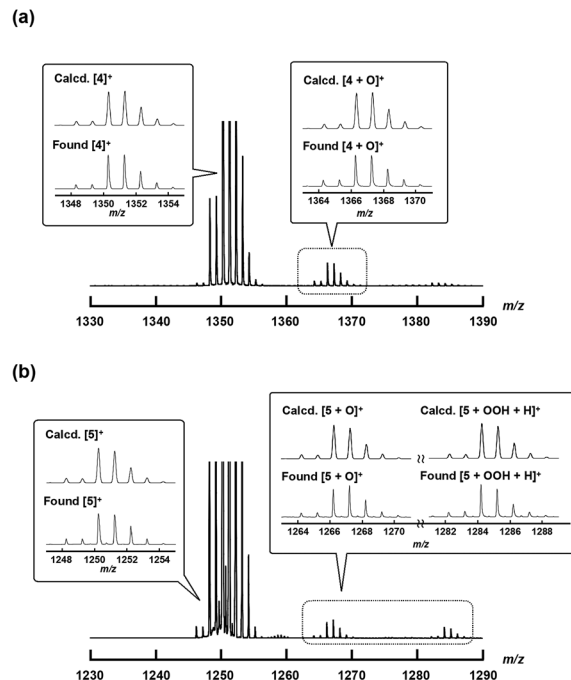 (a)
Calcd. [4]⁺
Found [4]⁺
1348 1350 1352 1354
m/z
Calcd. [4 + O]⁺
Found [4 + O]⁺
1364 1366 1368 1370
m/z
1330 1340 1350 1360 1370 1380 1390
m/z
(b)
Calcd. [5]⁺
Found [5]⁺
1248 1250 1252 1254
m/z
Calcd. [5 + O]⁺ Calcd. [5 + OOH + H]⁺
Found [5 + O]⁺ Found [5 + OOH + H]⁺
1264 1266 1268 1270 1282 1284 1286 1288
m/z
1230 1240 1250 1260 1270 1280 1290
m/z